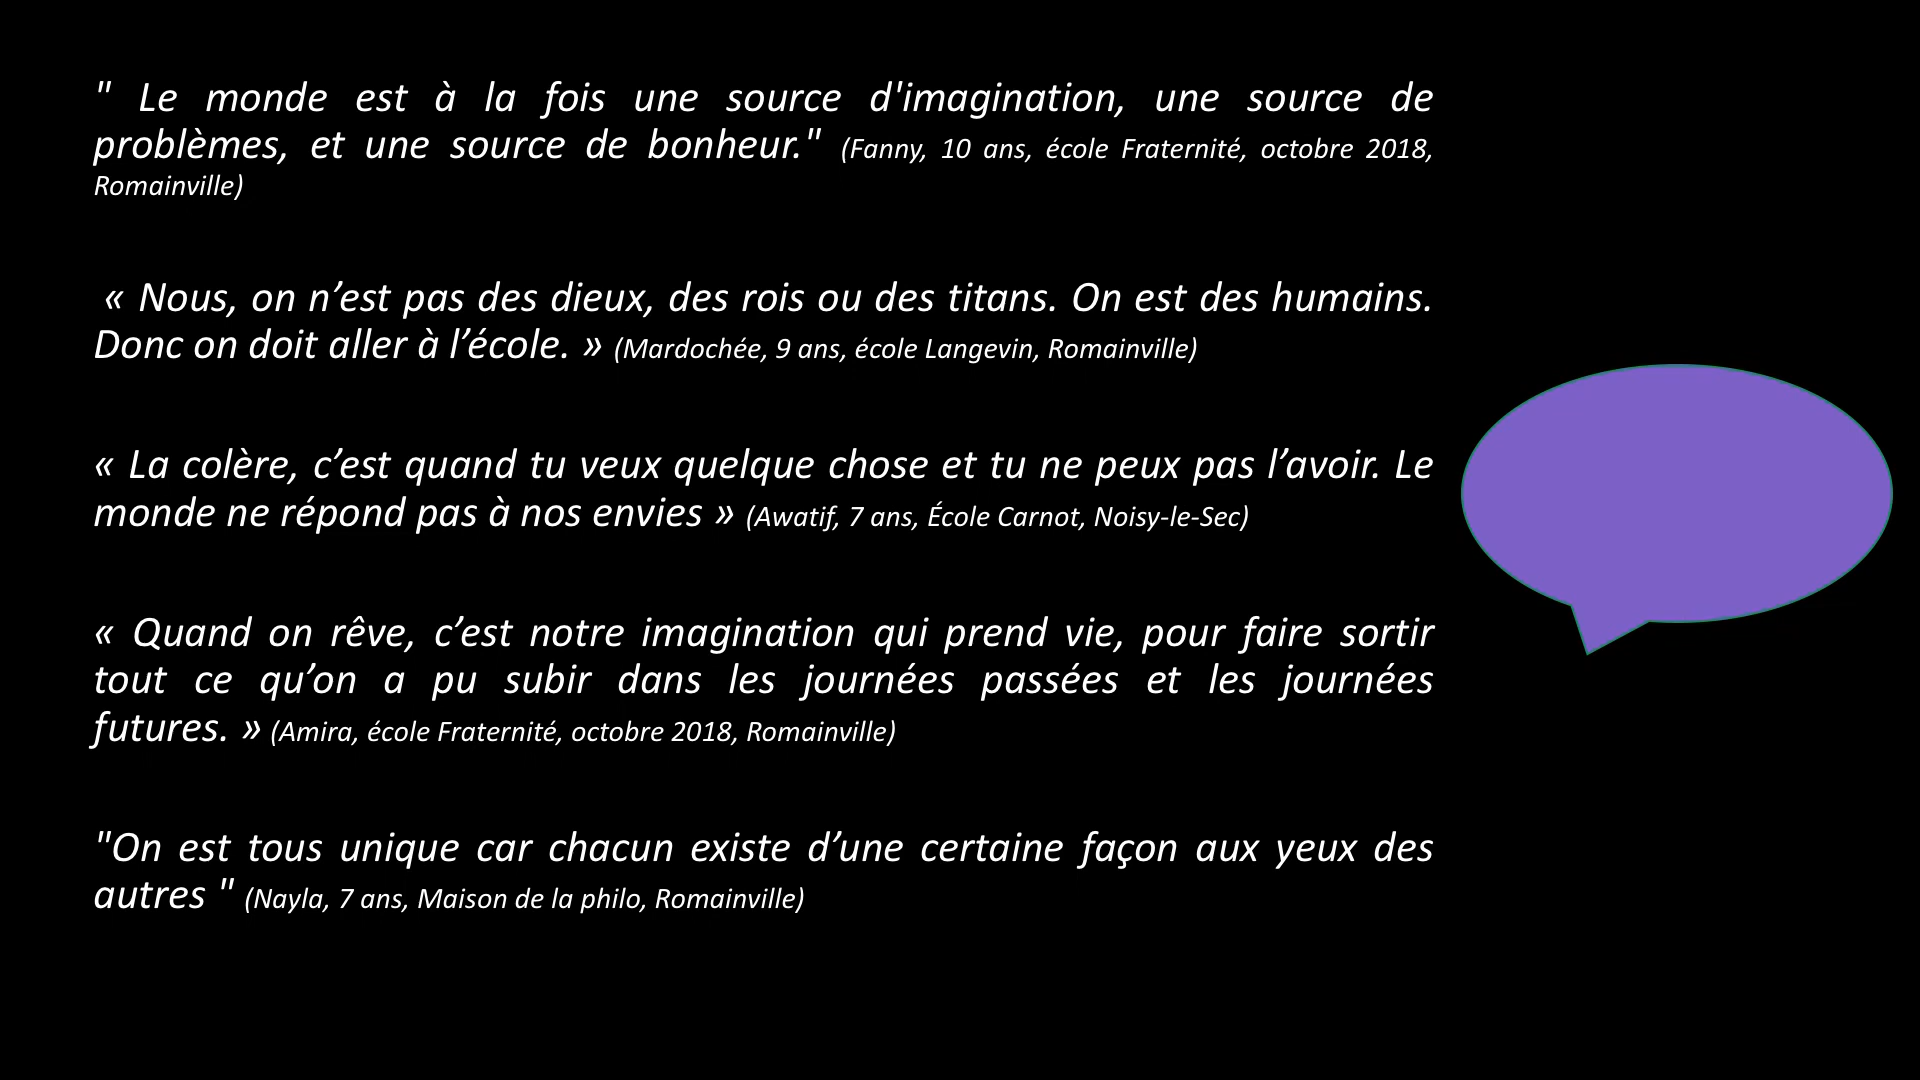 " Le monde est à la fois une source d'imagination, une source de
problèmes, et une source de bonheur." (Fanny, 10 ans, école Fraternité, octobre 2018,
Romainville)
« Nous, on n’est pas des dieux, des rois ou des titans. On est des humains.
Donc on doit aller à l’école. » (Mardochée, 9 ans, école Langevin, Romainville)
« La colère, c’est quand tu veux quelque chose et tu ne peux pas l’avoir. Le
monde ne répond pas à nos envies » (Awatif, 7 ans, École Carnot, Noisy-le-Sec)
« Quand on rêve, c’est notre imagination qui prend vie, pour faire sortir
tout ce qu’on a pu subir dans les journées passées et les journées
futures. » (Amira, école Fraternité, octobre 2018, Romainville)
"On est tous unique car chacun existe d’une certaine façon aux yeux des
autres " (Nayla, 7 ans, Maison de la philo, Romainville)